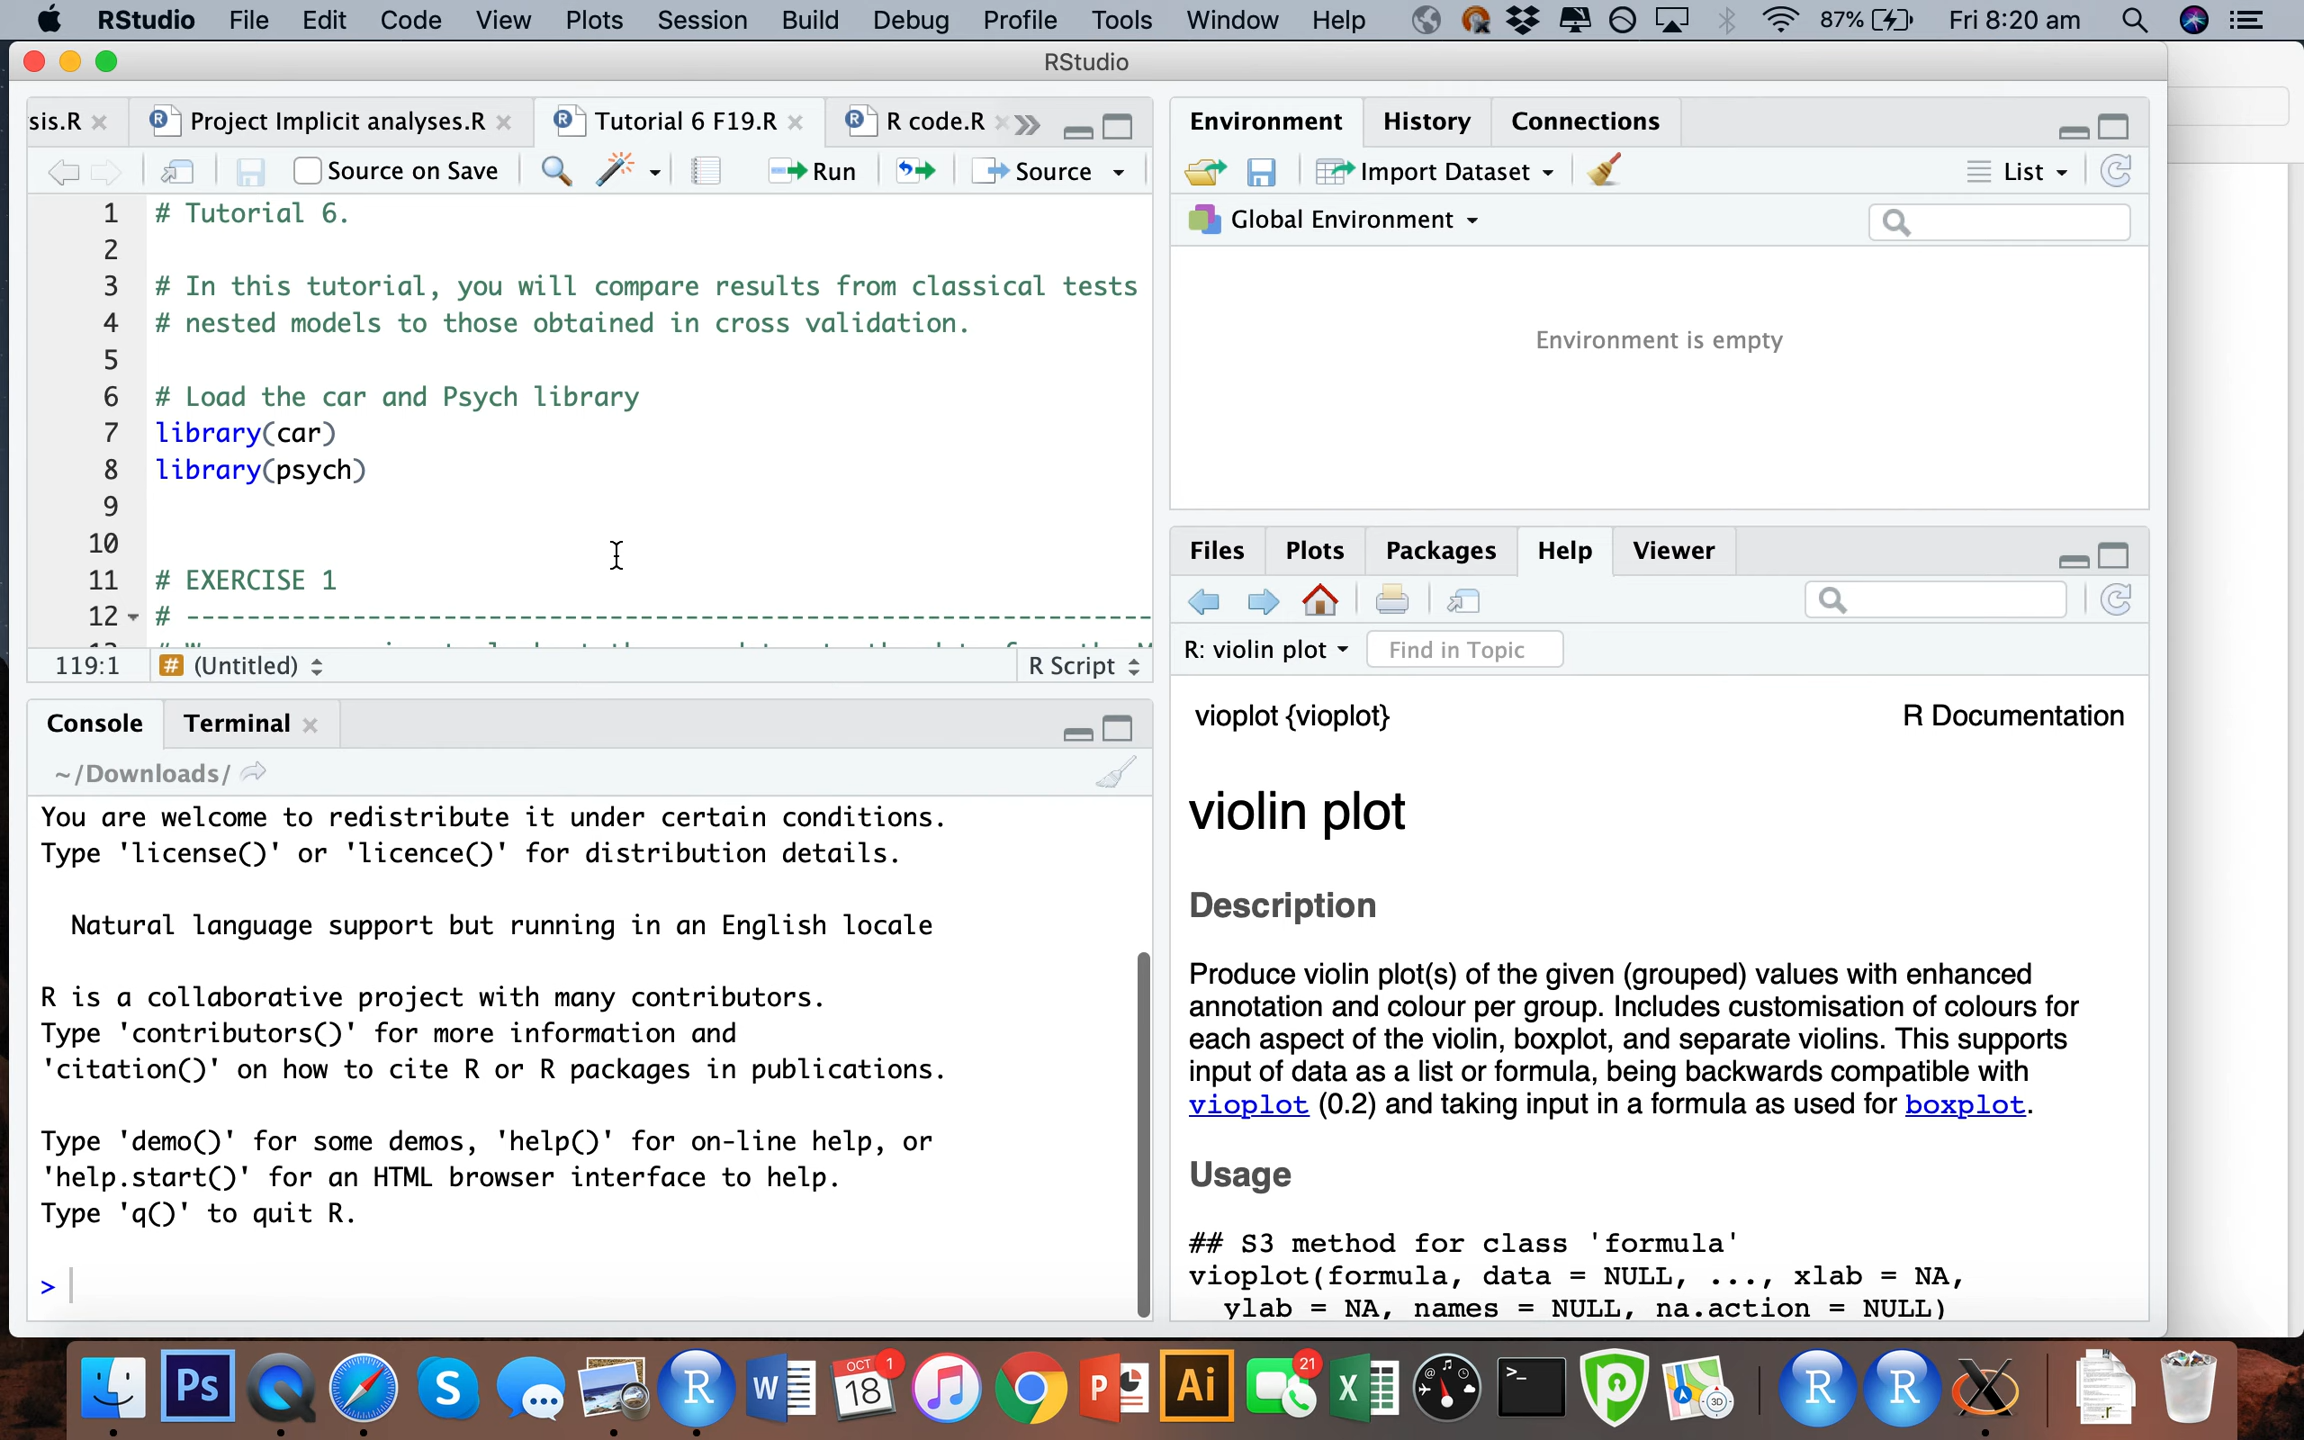 RStudio File Edit Code View Plots Session Build Debug Profile Tools Window Help 87% Fri 8:20 am
RStudio
sis.R Project Implicit analyses.R Tutorial 6 F19.R R code.R
Source on Save Run Source
1 # Tutorial 6.
2
3 # In this tutorial, you will compare results from classical tests
4 # nested models to those obtained in cross validation.
5
6 # Load the car and Psych library
7 library(car)
8 library(psych)
9
10
11 # EXERCISE 1
12 # ----------------------------------------------------------------
119:1 # (Untitled) R Script
Console Terminal
~/Downloads/
You are welcome to redistribute it under certain conditions.
Type 'license()' or 'licence()' for distribution details.
Natural language support but running in an English locale
R is a collaborative project with many contributors.
Type 'contributors()' for more information and
'citation()' on how to cite R or R packages in publications.
Type 'demo()' for some demos, 'help()' for on-line help, or
'help.start()' for an HTML browser interface to help.
Type 'q()' to quit R.
>
Environment History Connections
Import Dataset List
Global Environment
Environment is empty
Files Plots Packages Help Viewer
R: violin plot Find in Topic
vioplot {vioplot} R Documentation
violin plot
Description
Produce violin plot(s) of the given (grouped) values with enhanced
annotation and colour per group. Includes customisation of colours for
each aspect of the violin, boxplot, and separate violins. This supports
input of data as a list or formula, being backwards compatible with
vioplot (0.2) and taking input in a formula as used for boxplot.
Usage
## S3 method for class 'formula'
vioplot(formula, data = NULL, ..., xlab = NA,
ylab = NA, names = NULL, na.action = NULL)
Ps S R W OCT 18 1 P Ai 21 X >_ 3D R R X .r